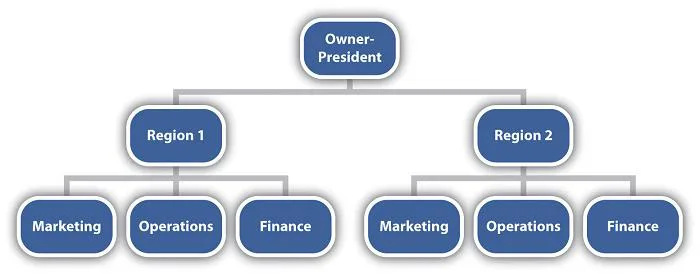 Owner-
President
Region 1
Region 2
Marketing
Operations
Finance
Marketing
Operations
Finance